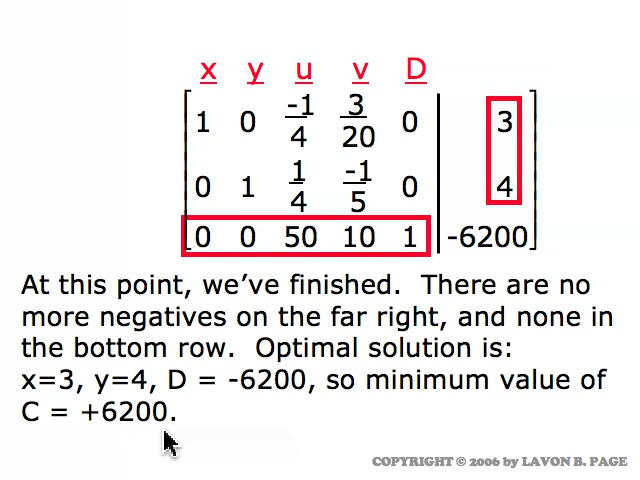 x y u v D
1 0 -1/4 3/20 0 3
0 1 1/4 -1/5 0 4
0 0 50 10 1 -6200
At this point, we've finished. There are no
more negatives on the far right, and none in
the bottom row. Optimal solution is:
x=3, y=4, D = -6200, so minimum value of
C = +6200.
COPYRIGHT © 2006 by LAVON B. PAGE